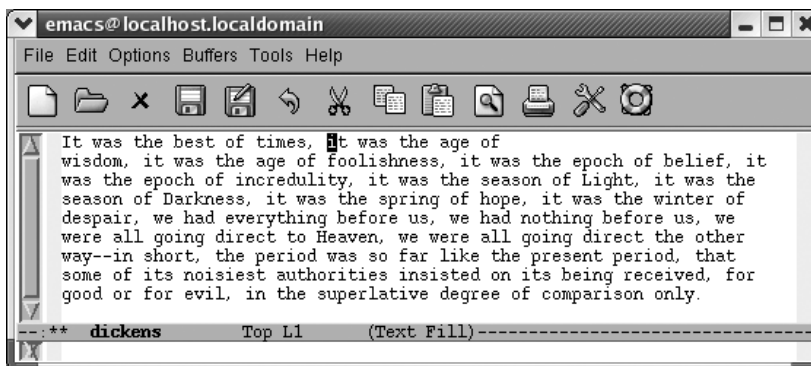 emacs@localhost.localdomain
File Edit Options Buffers Tools Help
It was the best of times, it was the age of
wisdom, it was the age of foolishness, it was the epoch of belief, it
was the epoch of incredulity, it was the season of Light, it was the
season of Darkness, it was the spring of hope, it was the winter of
despair, we had everything before us, we had nothing before us, we
were all going direct to Heaven, we were all going direct the other
way--in short, the period was so far like the present period, that
some of its noisiest authorities insisted on its being received, for
good or for evil, in the superlative degree of comparison only.
--:** dickens Top L1 (Text Fill)---------------------------------